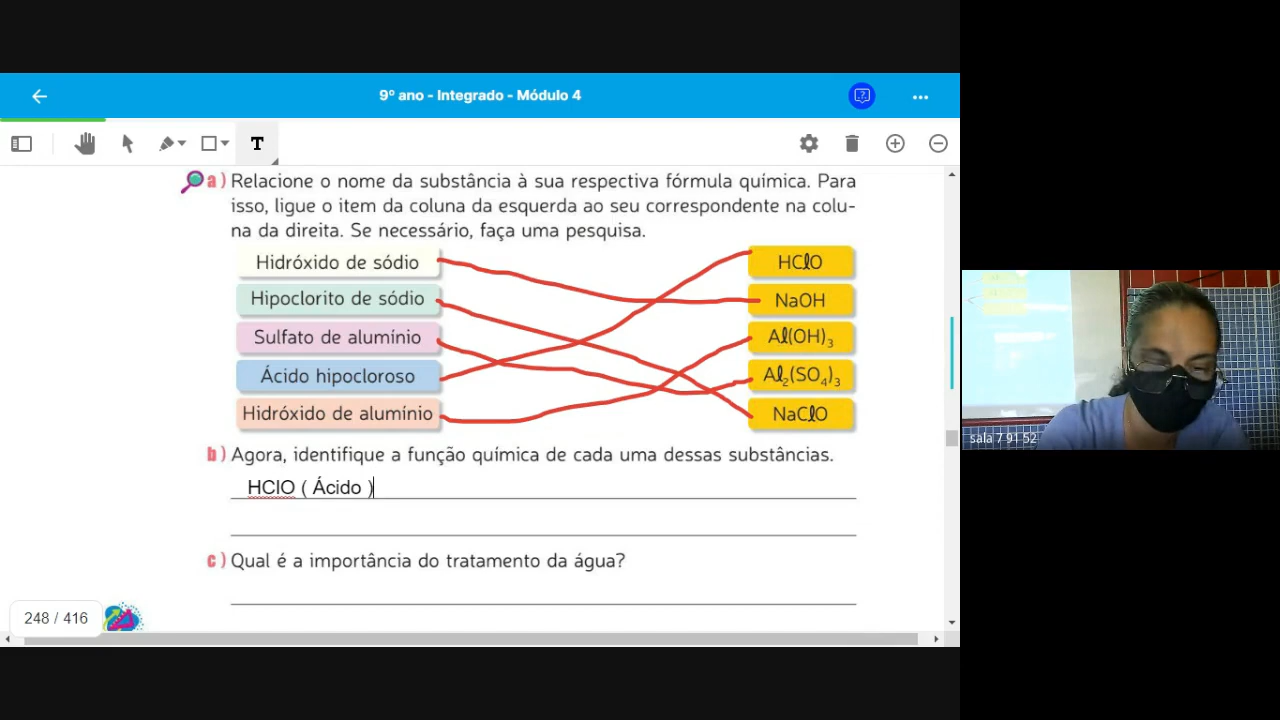 9º ano - Integrado - Módulo 4
T
a) Relacione o nome da substância à sua respectiva fórmula química. Para
isso, ligue o item da coluna da esquerda ao seu correspondente na colu-
na da direita. Se necessário, faça uma pesquisa.
Hidróxido de sódio HClO
Hipoclorito de sódio NaOH
Sulfato de alumínio Al(OH)₃
Ácido hipocloroso Al₂(SO₄)₃
Hidróxido de alumínio NaClO
b) Agora, identifique a função química de cada uma dessas substâncias.
HClO ( Ácido )
c) Qual é a importância do tratamento da água?
248 / 416
sala 7 91 52